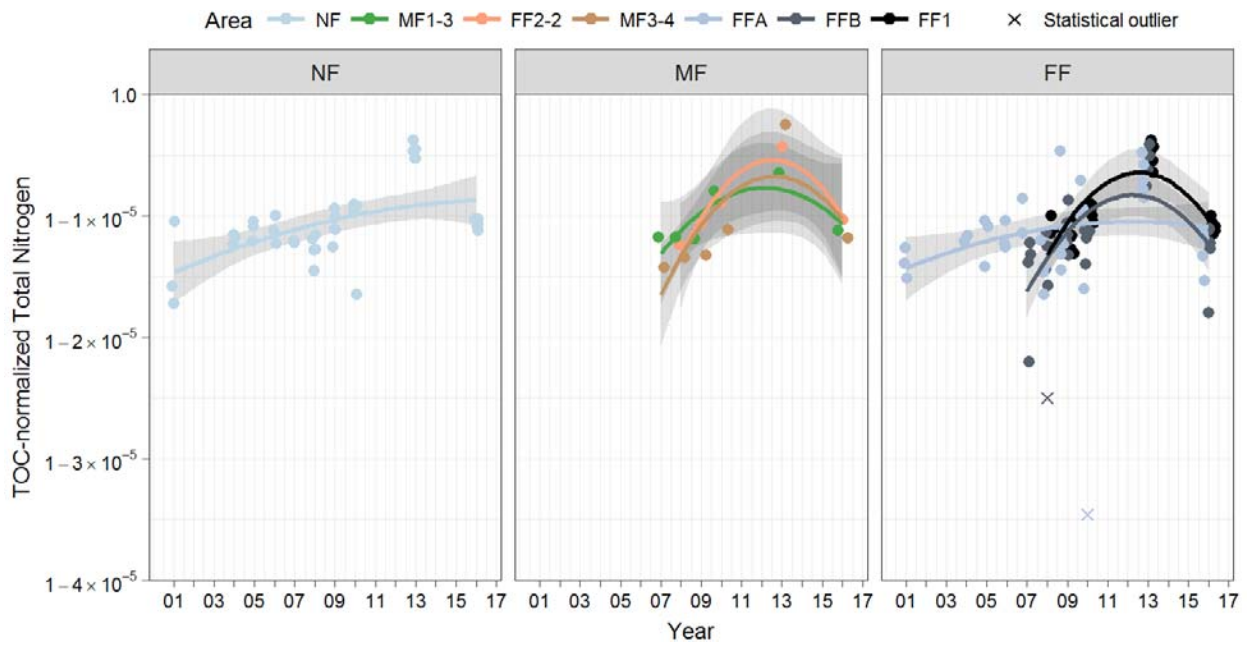 Area NF MF1-3 FF2-2 MF3-4 FFA FFB FF1 × Statistical outlier
NF MF FF
TOC-normalized Total Nitrogen
1.0
1−1×10⁻⁵
1−2×10⁻⁵
1−3×10⁻⁵
1−4×10⁻⁵
01 03 05 07 09 11 13 15 17 01 03 05 07 09 11 13 15 17 01 03 05 07 09 11 13 15 17
Year